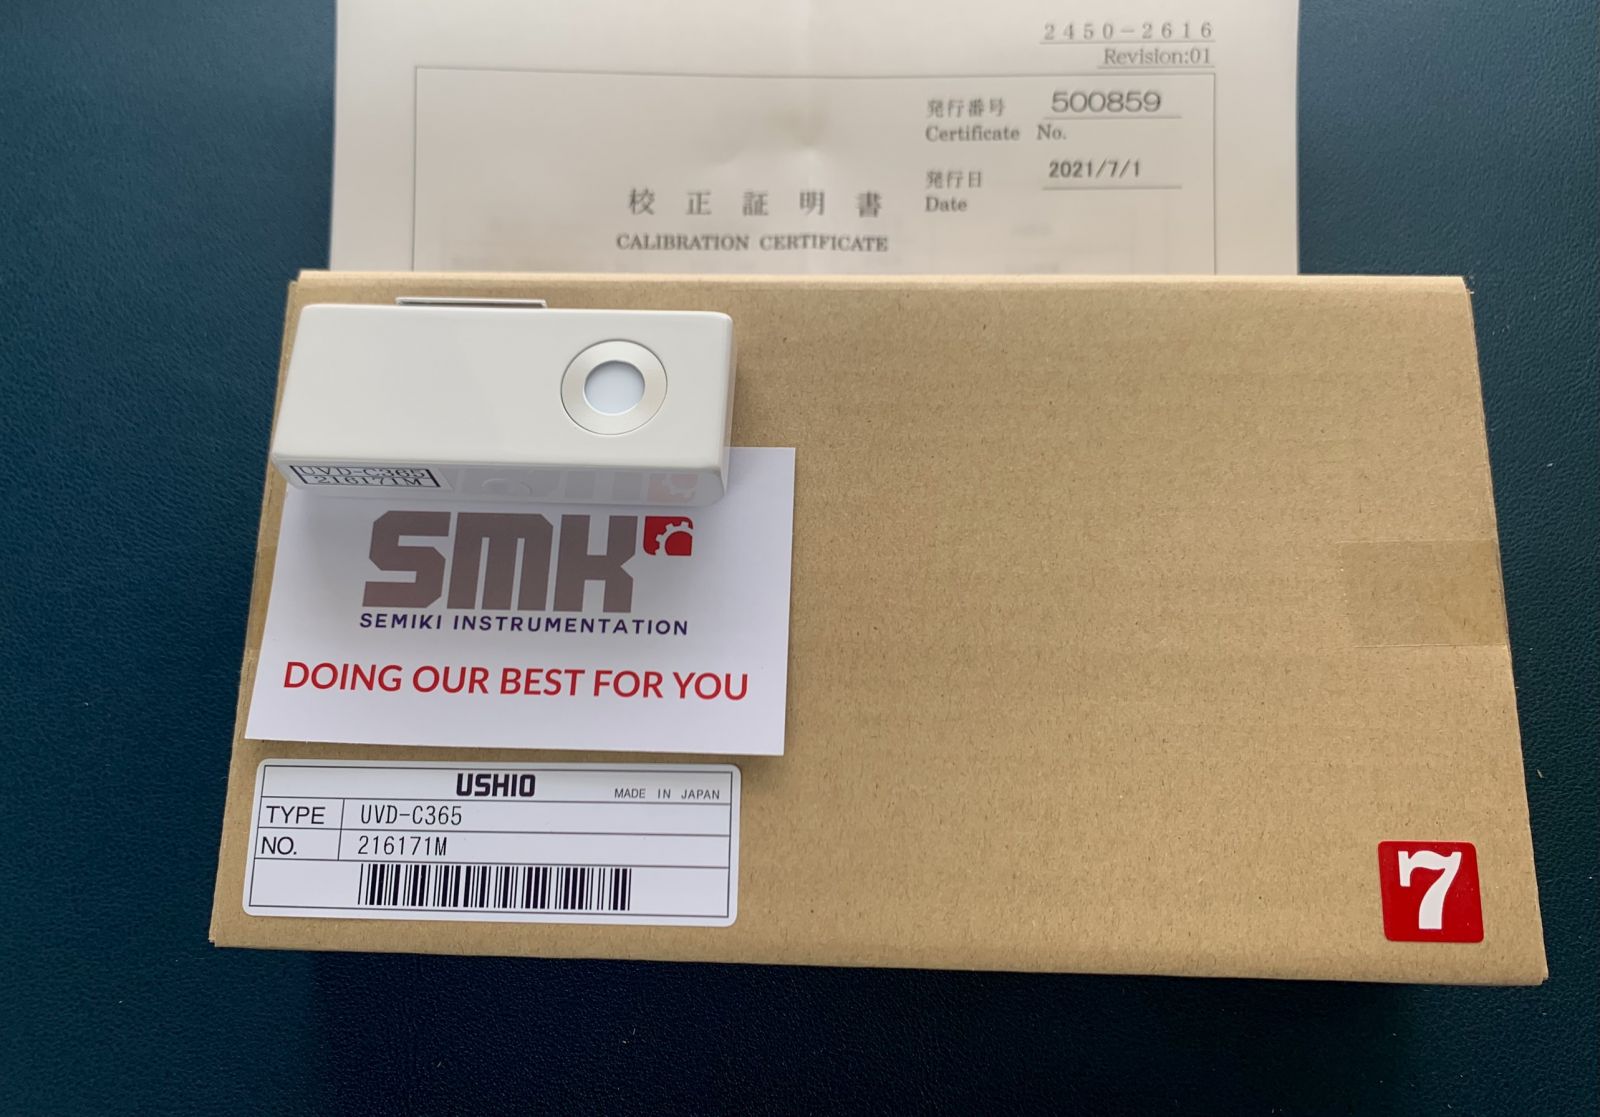 2450-2616
Revision:01
発行番号 500859
Certificate No.
発行日 2021/7/1
Date
校正証明書
CALIBRATION CERTIFICATE
UVD-C365
216171M
SMK
SEMIKI INSTRUMENTATION
DOING OUR BEST FOR YOU
USHIO
MADE IN JAPAN
TYPE UVD-C365
NO. 216171M
7